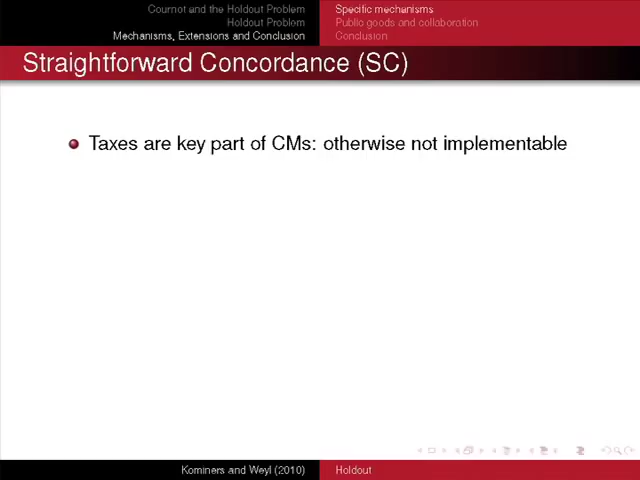 Cournot and the Holdout Problem
Holdout Problem
Mechanisms, Extensions and Conclusion
Specific mechanisms
Public goods and collaboration
Conclusion
Straightforward Concordance (SC)
Taxes are key part of CMs: otherwise not implementable
Kominers and Weyl (2010)
Holdout